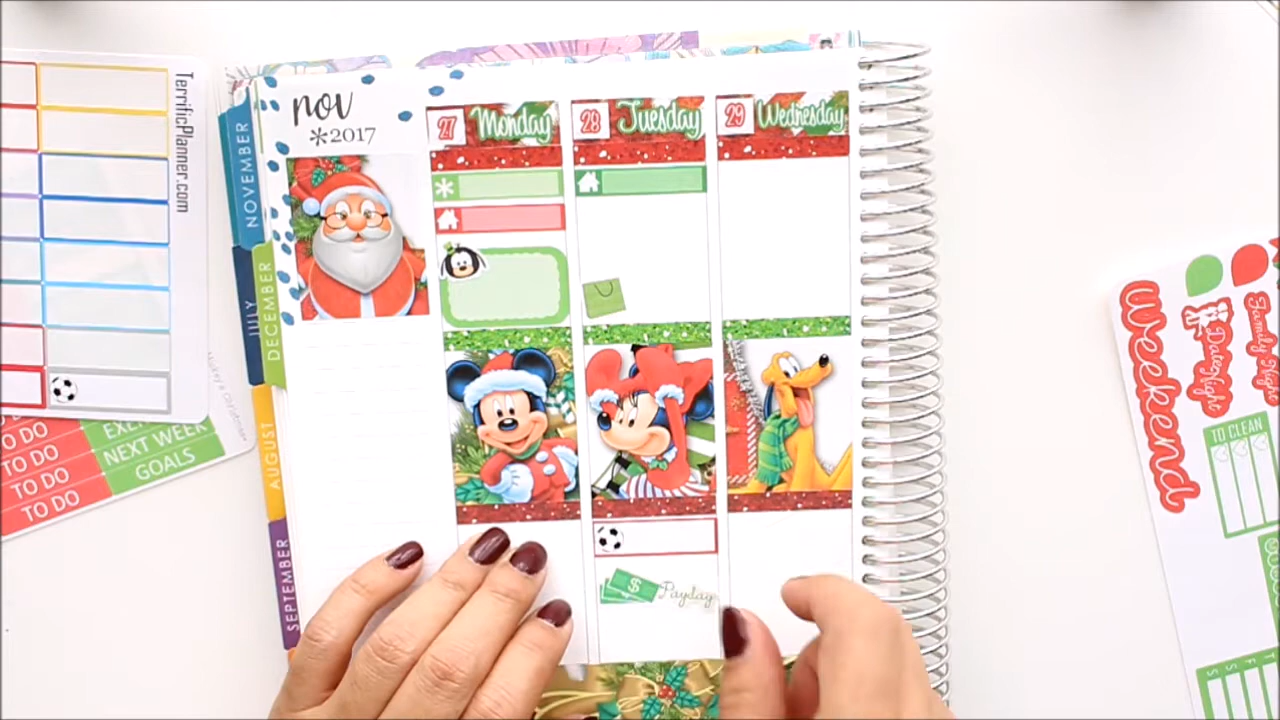 TerrificPlanner.com
TO DO
TO DO
TO DO
TO DO
NEXT WEEK
GOALS
NOVEMBER
JULY
DECEMBER
AUGUST
SEPTEMBER
nov
*2017
27 Monday
28 Tuesday
29 Wednesday
$
Payday
Weekend
Date Night
Family Night
TO CLEAN
S
S
F
T